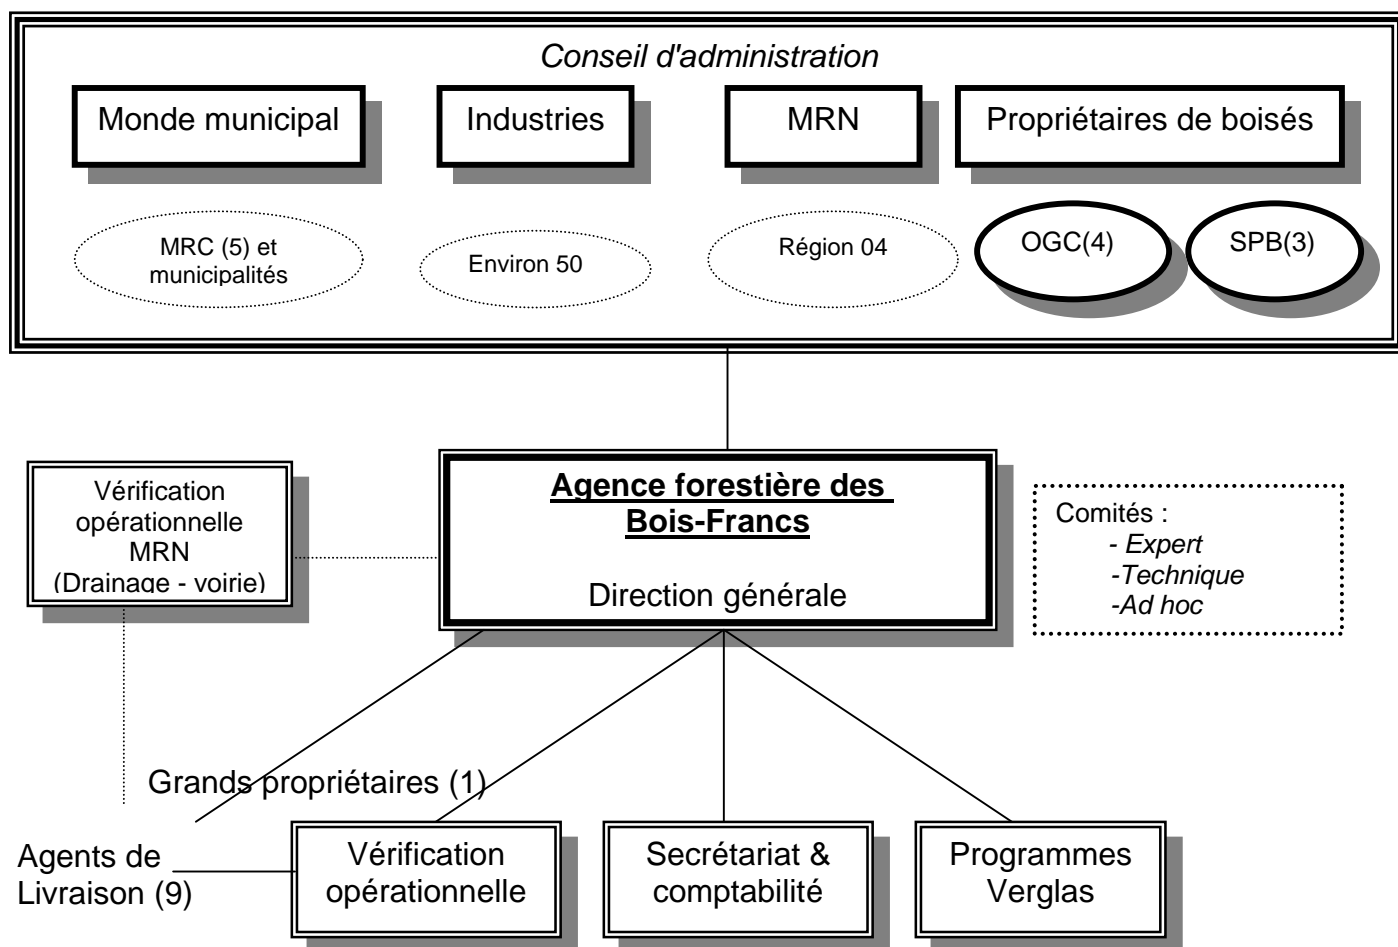 Conseil d'administration
Monde municipal
Industries
MRN
Propriétaires de boisés
MRC (5) et
municipalités
Environ 50
Région 04
OGC(4)
SPB(3)
Vérification
opérationnelle
MRN
(Drainage - voirie)
Agence forestière des
Bois-Francs
Direction générale
Comités :
- Expert
-Technique
-Ad hoc
Grands propriétaires (1)
Agents de
Livraison (9)
Vérification
opérationnelle
Secrétariat &
comptabilité
Programmes
Verglas